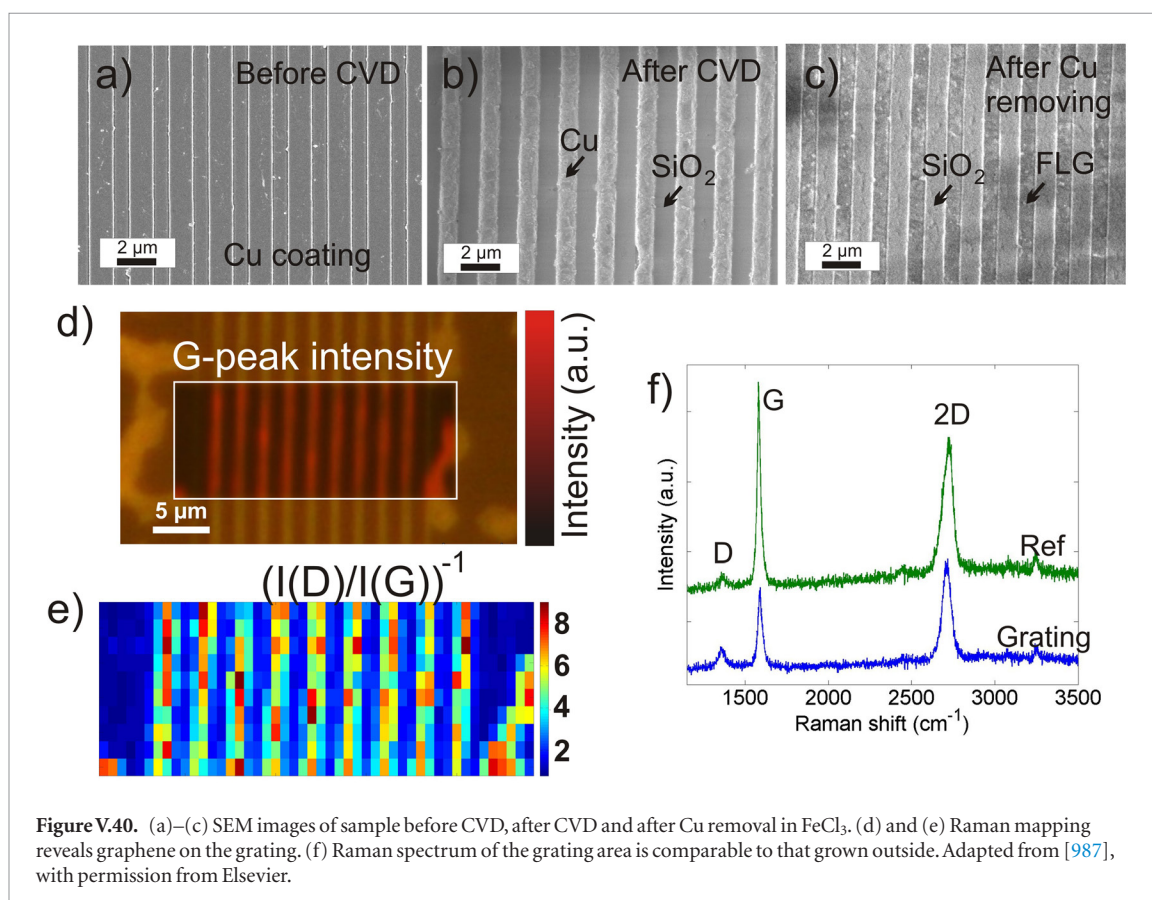 a)
Before CVD
2 µm
Cu coating
b)
After CVD
Cu
SiO₂
2 µm
c)
After Cu
removing
SiO₂
FLG
2 µm
d)
G-peak intensity
5 µm
Intensity (a.u.)
e)
(I(D)/I(G))⁻¹
8
6
4
2
f)
G
2D
D
Ref
Grating
Intensity (a.u.)
1500 2000 2500 3000 3500
Raman shift (cm⁻¹)
Figure V.40. (a)–(c) SEM images of sample before CVD, after CVD and after Cu removal in FeCl₃. (d) and (e) Raman mapping
reveals graphene on the grating. (f) Raman spectrum of the grating area is comparable to that grown outside. Adapted from [987],
with permission from Elsevier.